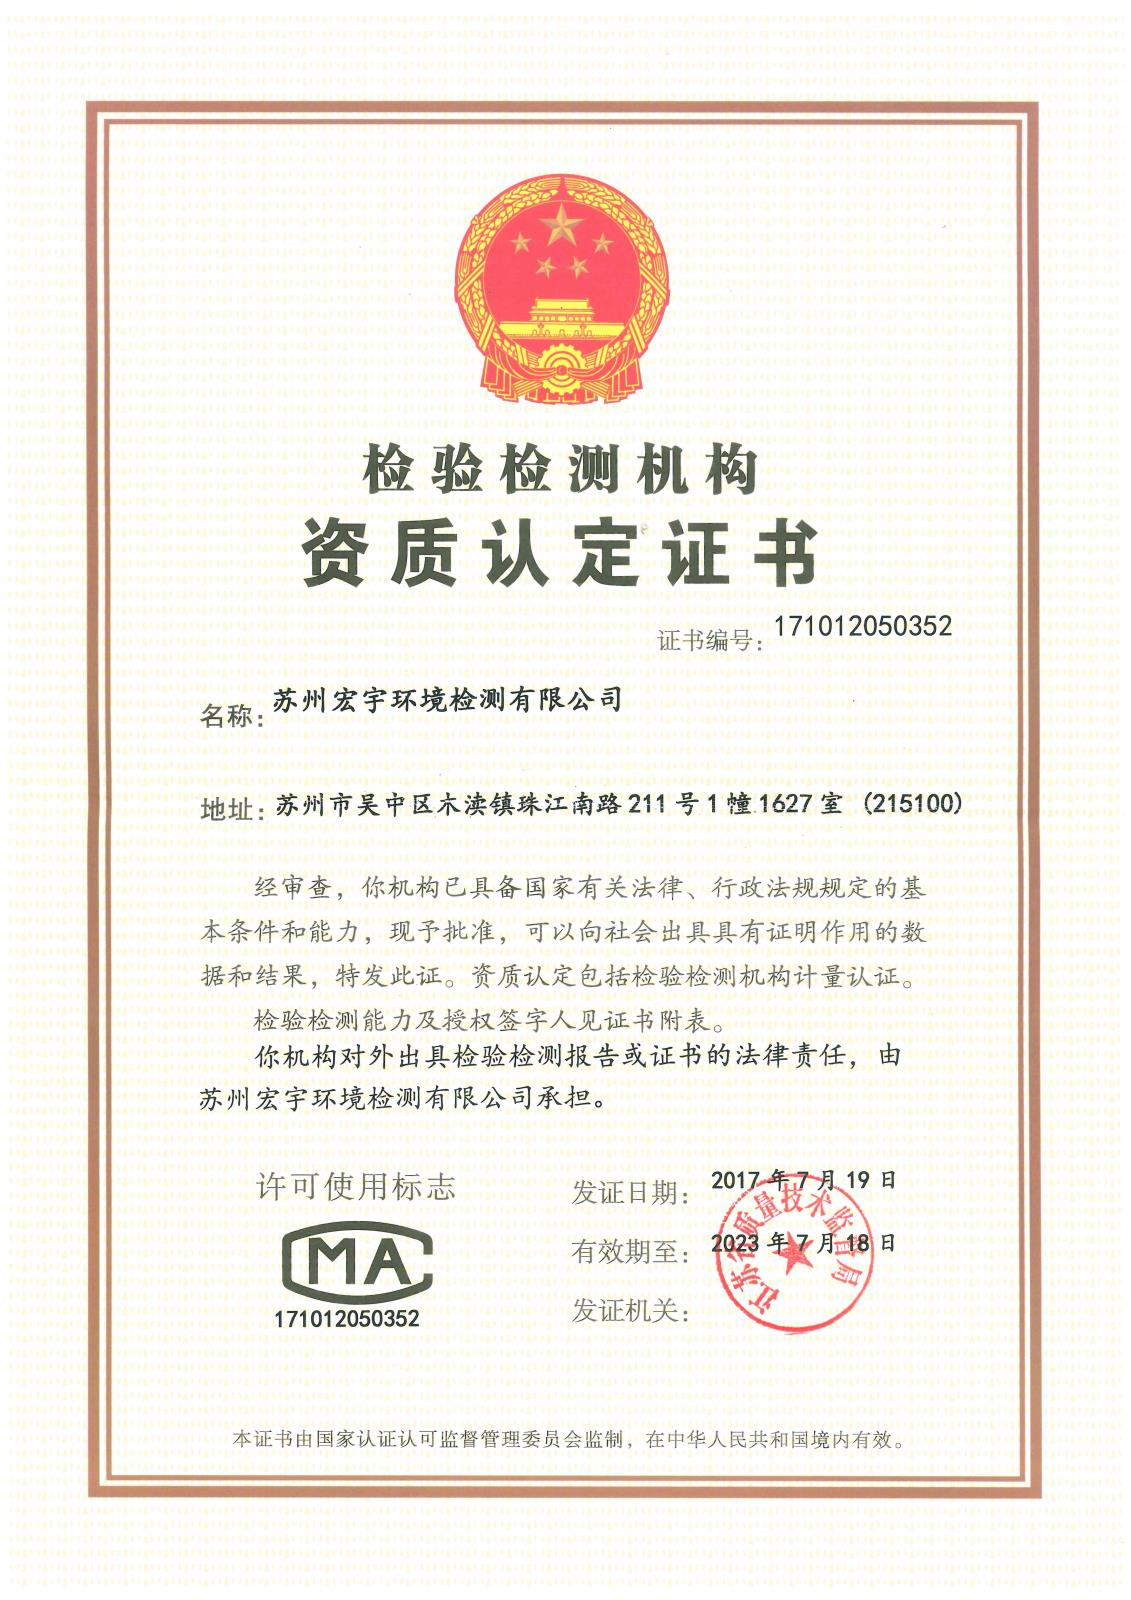 检验检测机构
资质认定证书
证书编号：171012050352
名称：苏州宏宇环境检测有限公司
地址：苏州市吴中区木渎镇珠江南路211号1幢1627室（215100）
经审查，你机构已具备国家有关法律、行政法规规定的基
本条件和能力，现予批准，可以向社会出具具有证明作用的数
据和结果，特发此证。资质认定包括检验检测机构计量认证。
检验检测能力及授权签字人见证书附表。
你机构对外出具检验检测报告或证书的法律责任，由
苏州宏宇环境检测有限公司承担。
许可使用标志
MA
171012050352
发证日期：2017年7月19日
有效期至：2023年7月18日
发证机关：
江苏省质量技术监督局
本证书由国家认证认可监督管理委员会监制，在中华人民共和国境内有效。